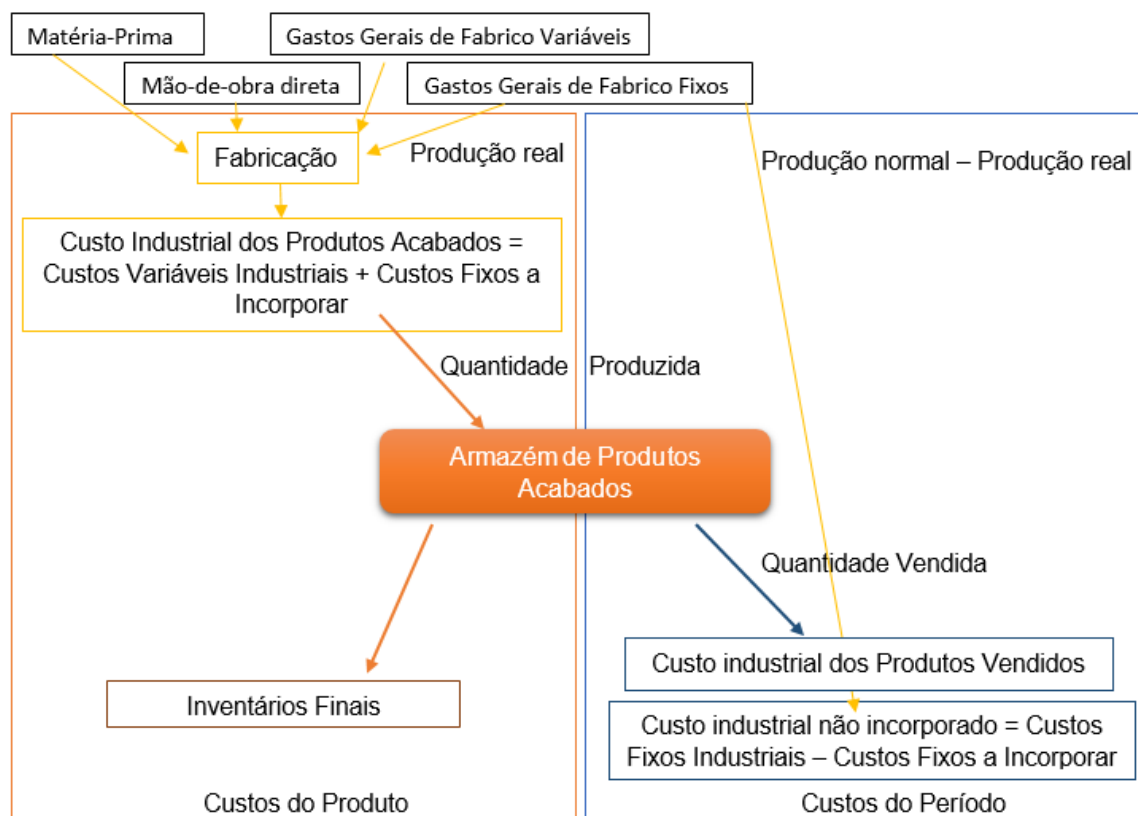 Matéria-Prima
Gastos Gerais de Fabrico Variáveis
Mão-de-obra direta
Gastos Gerais de Fabrico Fixos
Fabricação
Produção real
Produção normal – Produção real
Custo Industrial dos Produtos Acabados =
Custos Variáveis Industriais + Custos Fixos a
Incorporar
Quantidade Produzida
Armazém de Produtos
Acabados
Quantidade Vendida
Custo industrial dos Produtos Vendidos
Inventários Finais
Custo industrial não incorporado = Custos
Fixos Industriais – Custos Fixos a Incorporar
Custos do Produto
Custos do Período